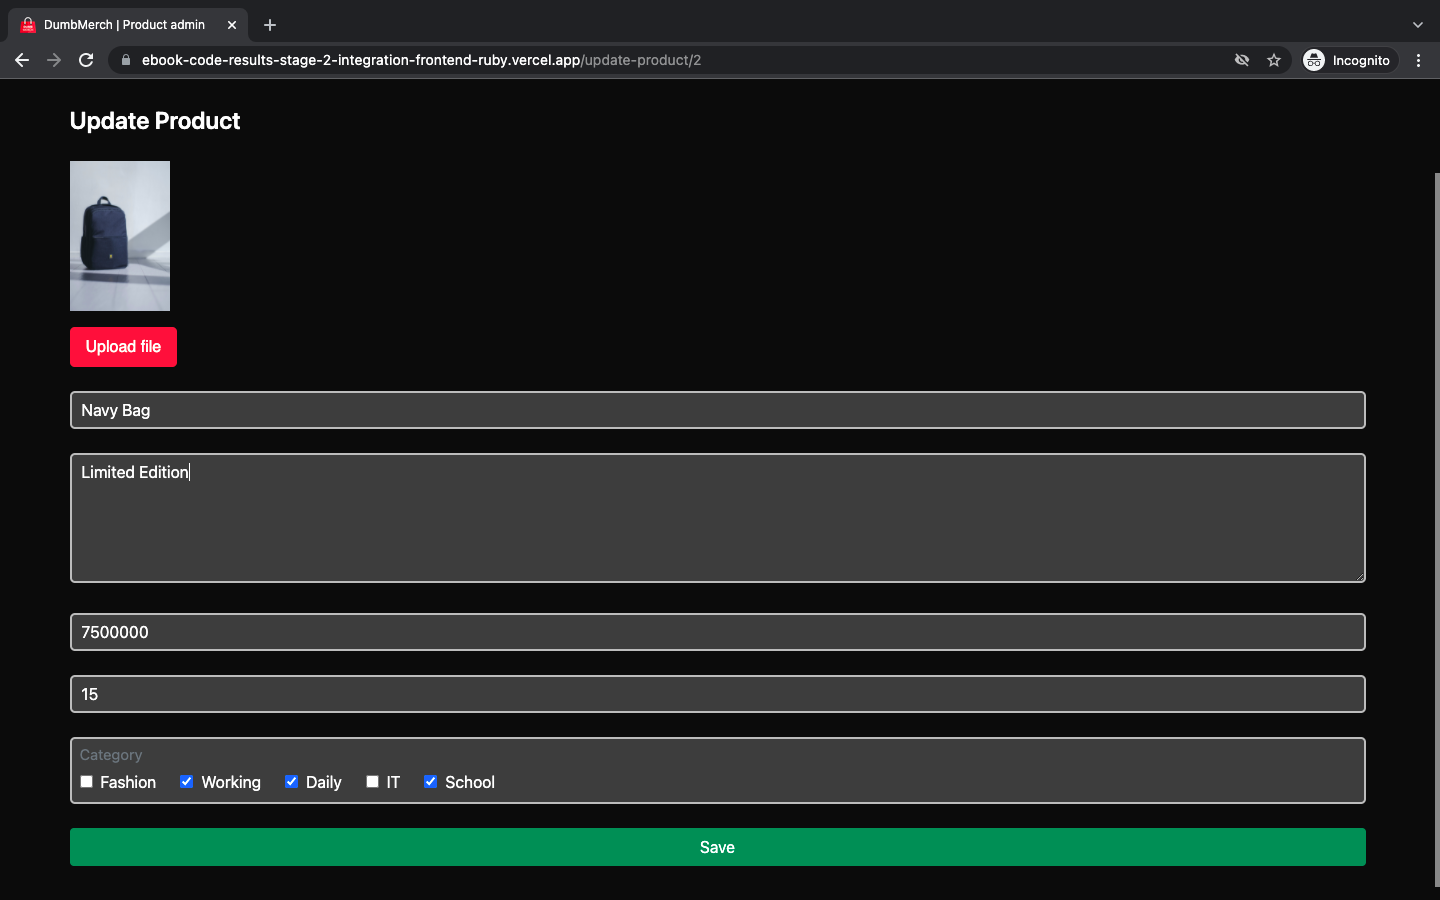 DumbMerch | Product admin
ebook-code-results-stage-2-integration-frontend-ruby.vercel.app/update-product/2
Incognito
Update Product
Upload file
Navy Bag
Limited Edition
7500000
15
Category
Fashion Working Daily IT School
Save